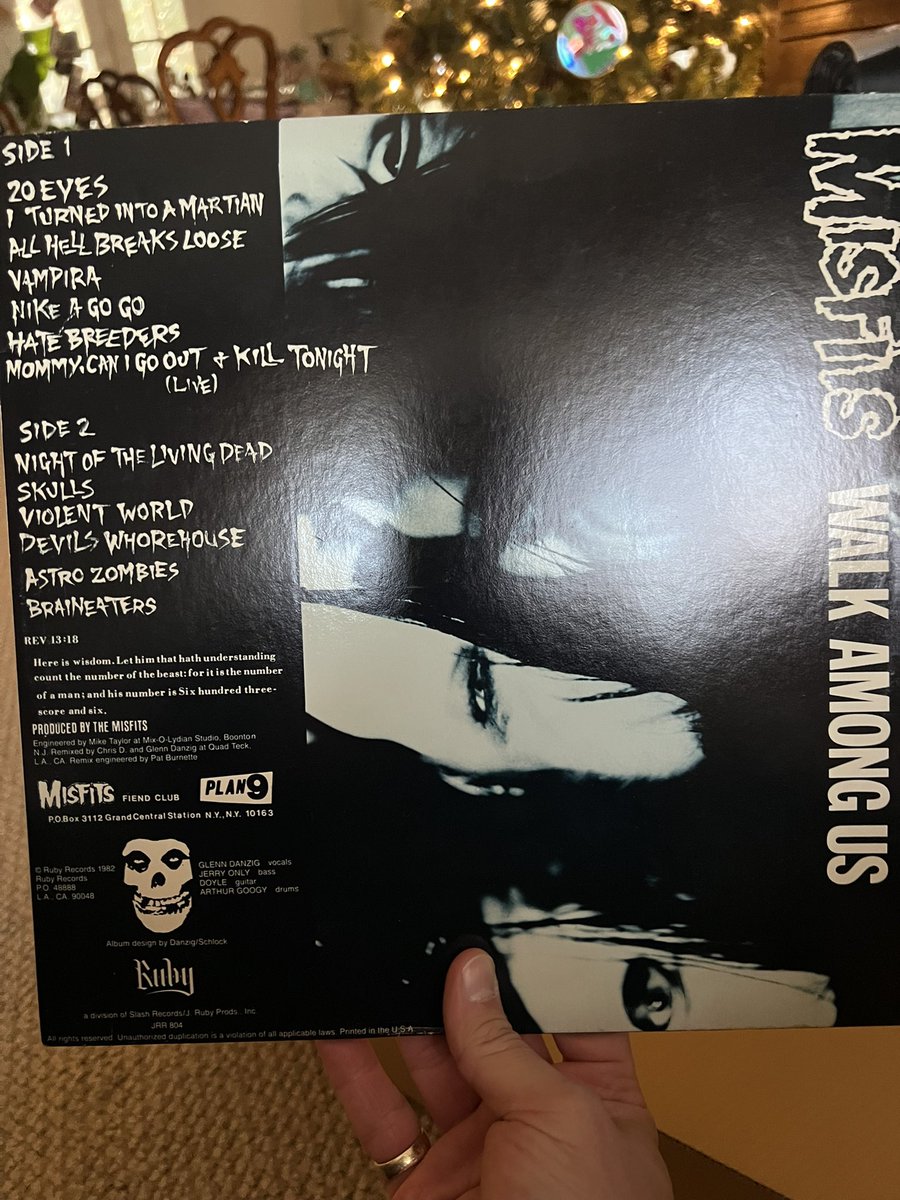 SIDE 1
20 EYES
I TURNED INTO A MARTIAN
ALL HELL BREAKS LOOSE
VAMPIRA
NIKE A GO GO
HATE BREEDERS
MOMMY, CAN I GO OUT + KILL TONIGHT
(LIVE)
SIDE 2
NIGHT OF THE LIVING DEAD
SKULLS
VIOLENT WORLD
DEVILS WHOREHOUSE
ASTRO ZOMBIES
BRAINEATERS
REV 13:18
Here is wisdom. Let him that hath understanding
count the number of the beast: for it is the number
of a man; and his number is Six hundred three-
score and six.
PRODUCED BY THE MISFITS
Engineered by Mike Taylor at Mix-O-Lydian Studio, Boonton
N.J. Remixed by Chris D. and Glenn Danzig at Quad Teck,
L.A., CA. Remix engineered by Pat Burnette
MISFITS FIEND CLUB PLAN 9
P.O.Box 3112 Grand Central Station N.Y., N.Y. 10163
© Ruby Records 1982
Ruby Records
P.O. 48888
L.A., CA. 90048
GLENN DANZIG vocals
JERRY ONLY bass
DOYLE guitar
ARTHUR GOOGY drums
Album design by Danzig/Schlock
Ruby
a division of Slash Records/J. Ruby Prods., Inc.
JRR 804
All rights reserved. Unauthorized duplication is a violation of all applicable laws. Printed in the U.S.A.
MISFITS WALK AMONG US